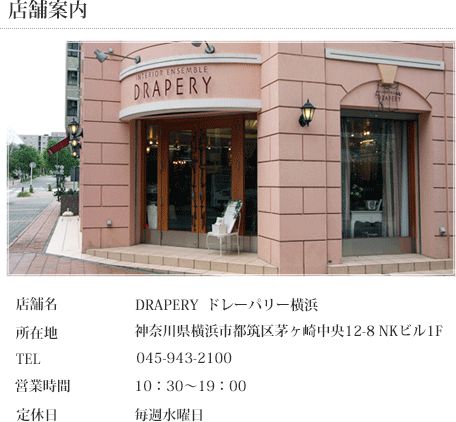 店舗案内
INTERIOR ENSEMBLE
DRAPERY
DRAPERY
店舗名 DRAPERY ドレーパリー横浜
所在地 神奈川県横浜市都筑区茅ヶ崎中央12-8 NKビル1F
TEL 045-943-2100
営業時間 10：30〜19：00
定休日 毎週水曜日